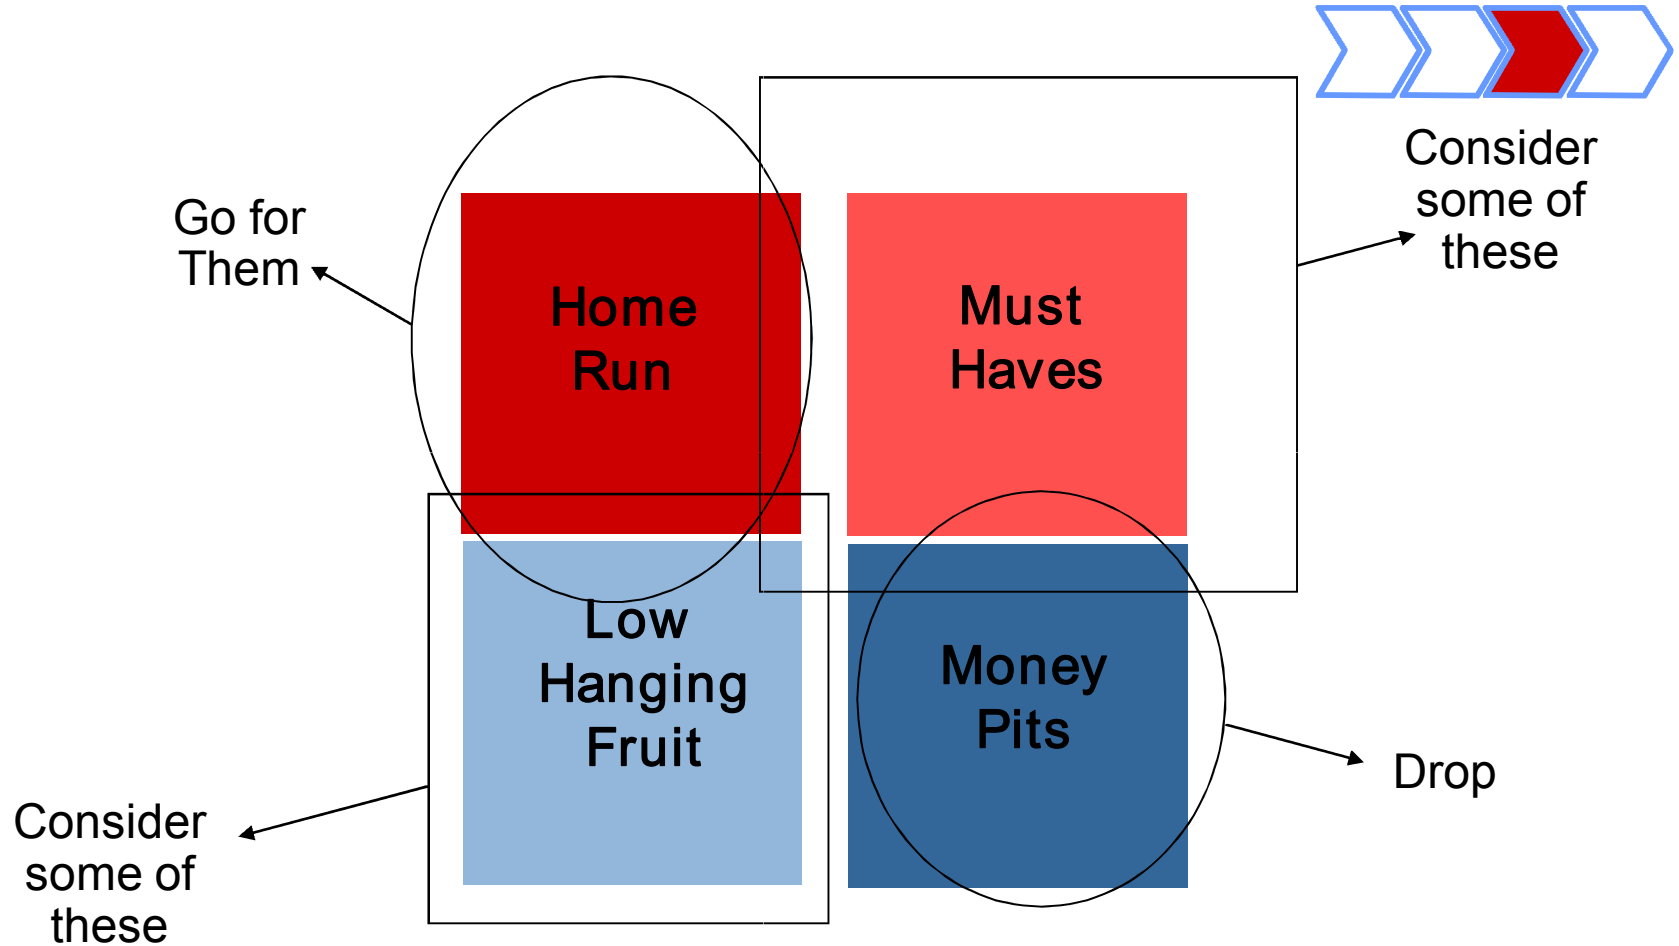 Consider
some of
these
Go for
Them
Home
Run
Must
Haves
Low
Hanging
Fruit
Money
Pits
Drop
Consider
some of
these